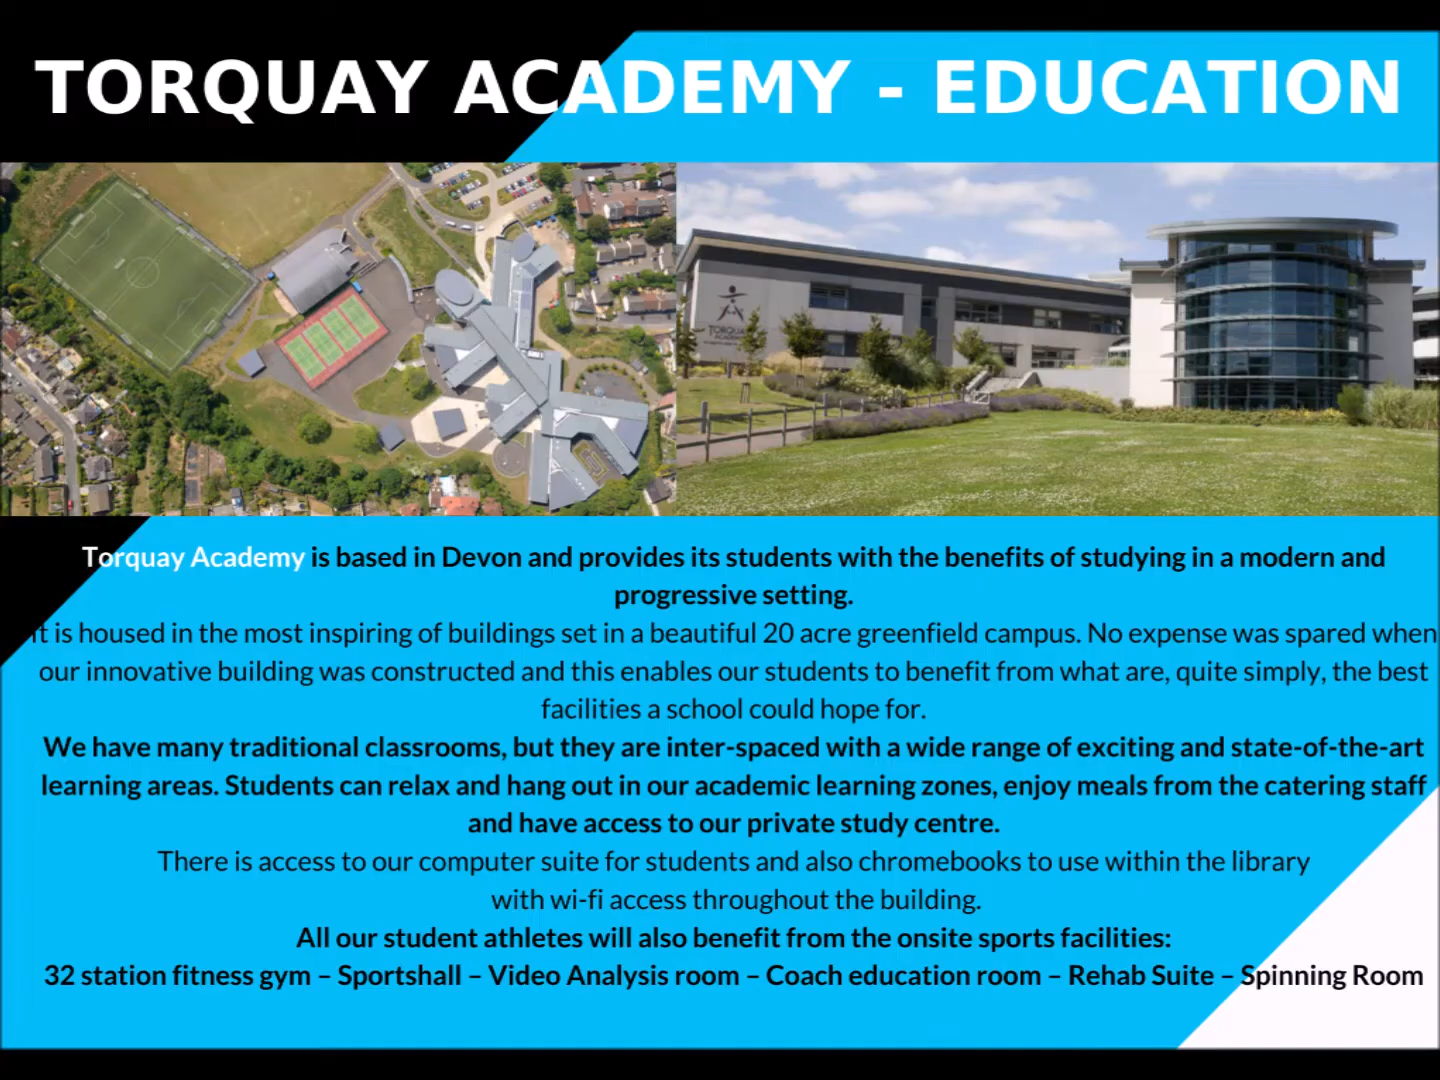 TORQUAY ACADEMY - EDUCATION
TORQUAY
ACADEMY
Torquay Academy is based in Devon and provides its students with the benefits of studying in a modern and
progressive setting.
It is housed in the most inspiring of buildings set in a beautiful 20 acre greenfield campus. No expense was spared when
our innovative building was constructed and this enables our students to benefit from what are, quite simply, the best
facilities a school could hope for.
We have many traditional classrooms, but they are inter-spaced with a wide range of exciting and state-of-the-art
learning areas. Students can relax and hang out in our academic learning zones, enjoy meals from the catering staff
and have access to our private study centre.
There is access to our computer suite for students and also chromebooks to use within the library
with wi-fi access throughout the building.
All our student athletes will also benefit from the onsite sports facilities:
32 station fitness gym – Sportshall – Video Analysis room – Coach education room – Rehab Suite – Spinning Room